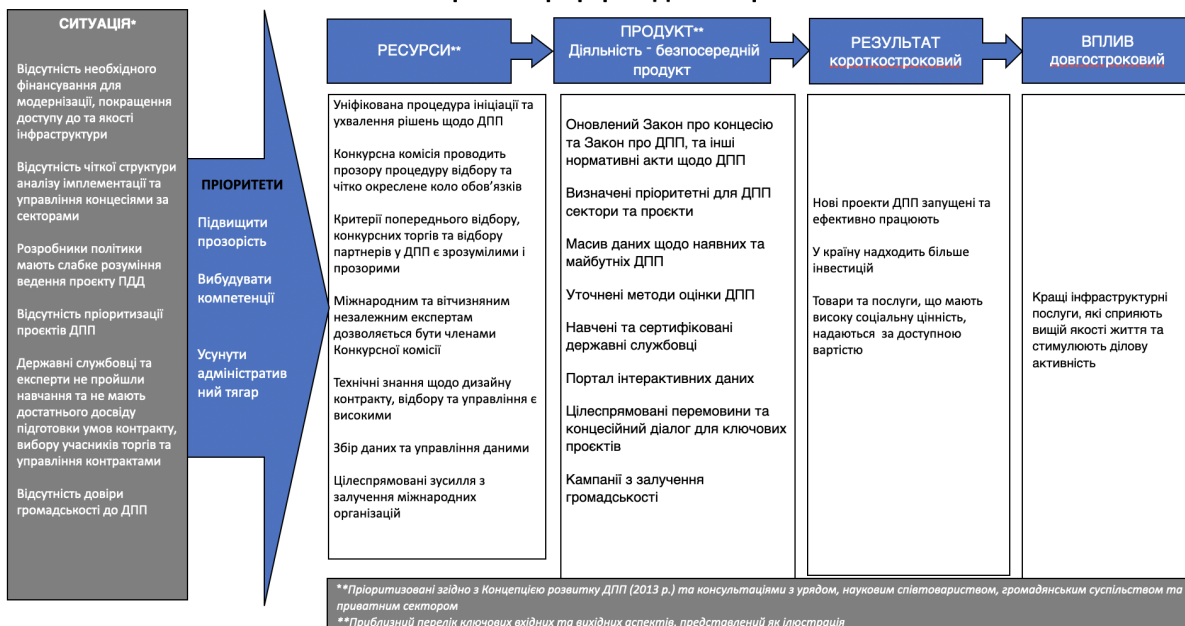 СИТУАЦІЯ*
Відсутність необхідного
фінансування для
модернізації, покращення
доступу до та якості
інфраструктури
Відсутність чіткої структури
аналізу імплементації та
управління концесіями за
секторами
Розробники політики
мають слабке розуміння
ведення проєкту ПДД
Відсутність пріоритизації
проєктів ДПП
Державні службовці та
експерти не пройшли
навчання та не мають
достатнього досвіду
підготовки умов контракту,
вибору учасників торгів та
управління контрактами
Відсутність довіри
громадськості до ДПП
ПРІОРИТЕТИ
Підвищити
прозорість
Вибудувати
компетенції
Усунути
адміністратив
ний тягар
РЕСУРСИ**
Уніфікована процедура ініціації та
ухвалення рішень щодо ДПП
Конкурсна комісія проводить
прозору процедуру відбору та
чітко окреслене коло обов’язків
Критерії попереднього відбору,
конкурсних торгів та відбору
партнерів у ДПП є зрозумілими і
прозорими
Міжнародним та вітчизняним
незалежним експертам
дозволяється бути членами
Конкурсної комісії
Технічні знання щодо дизайну
контракту, відбору та управління є
високими
Збір даних та управління даними
Цілеспрямовані зусилля з
залучення міжнародних
організацій
ПРОДУКТ**
Діяльність - безпосередній
продукт
Оновлений Закон про концесію
та Закон про ДПП, та інші
нормативні акти щодо ДПП
Визначені пріоритетні для ДПП
сектори та проєкти
Масив даних щодо наявних та
майбутніх ДПП
Уточнені методи оцінки ДПП
Навчені та сертифіковані
державні службовці
Портал інтерактивних даних
Цілеспрямовані перемовини та
концесійний діалог для ключових
проєктів
Кампанії з залучення
громадськості
РЕЗУЛЬТАТ
короткостроковий
Нові проекти ДПП запущені та
ефективно працюють
У країну надходить більше
інвестицій
Товари та послуги, що мають
високу соціальну цінність,
надаються за доступною
вартістю
ВПЛИВ
довгостроковий
Кращі інфраструктурні
послуги, які сприяють
вищій якості життя та
стимулюють ділову
активність
**Пріоритизовані згідно з Концепцією розвитку ДПП (2013 р.) та консультаціями з урядом, науковим співтовариством, громадянським суспільством та
приватним сектором
**Приблизний перелік ключових вхідних та вихідних аспектів, представлений як ілюстрація